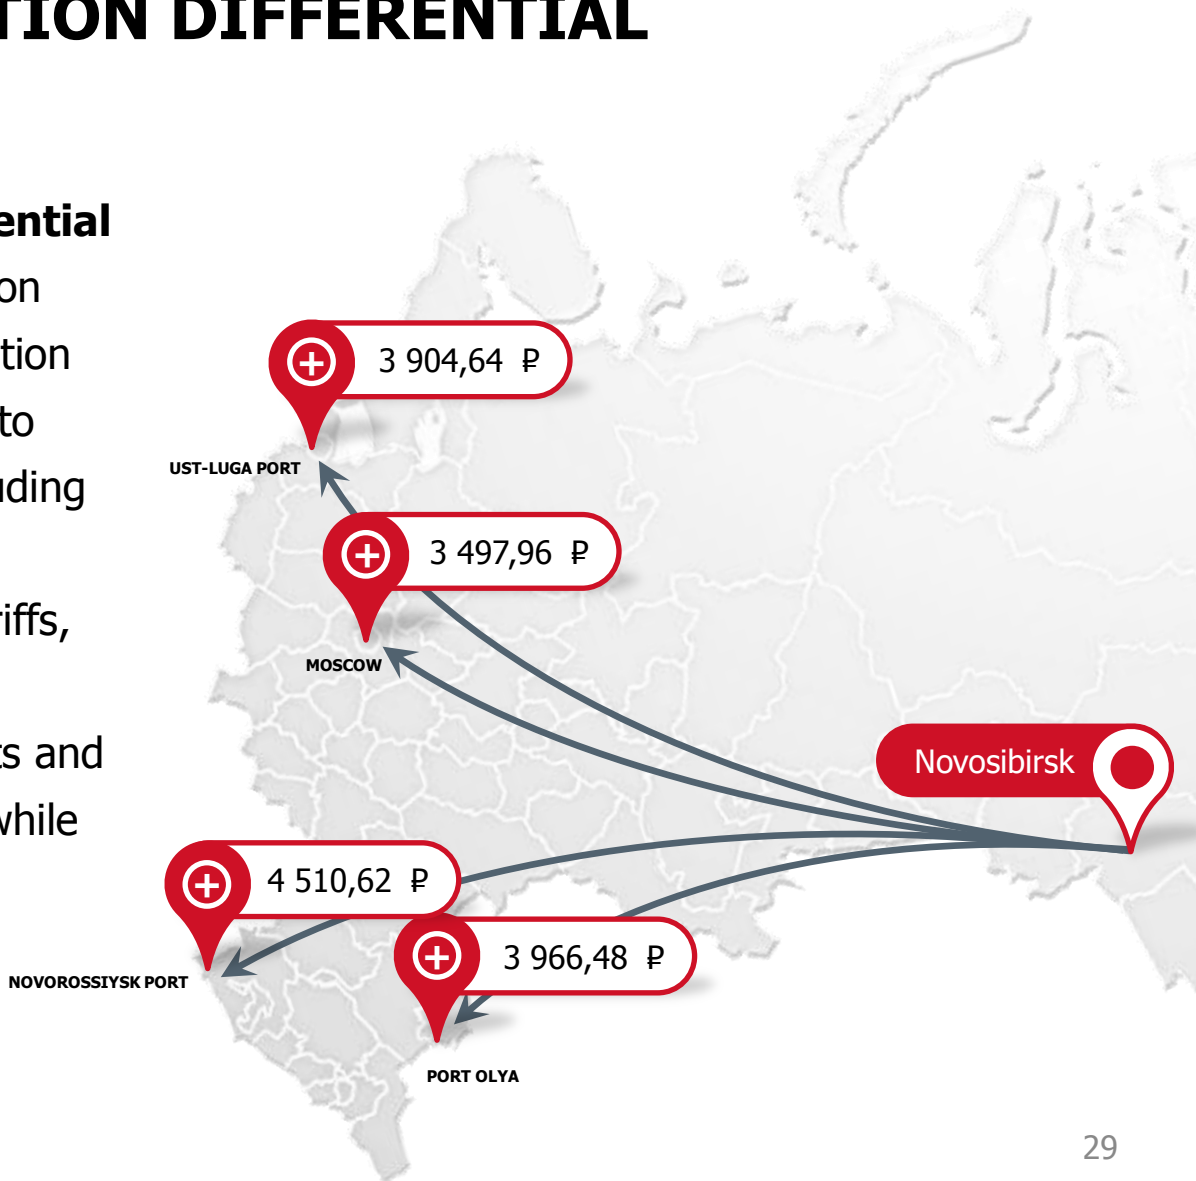 TION DIFFERENTIAL
ential
on
tion
to
uding
riffs,
ts and
while
3 904,64 ₽
UST-LUGA PORT
3 497,96 ₽
MOSCOW
Novosibirsk
4 510,62 ₽
NOVOROSSIYSK PORT
3 966,48 ₽
PORT OLYA
29